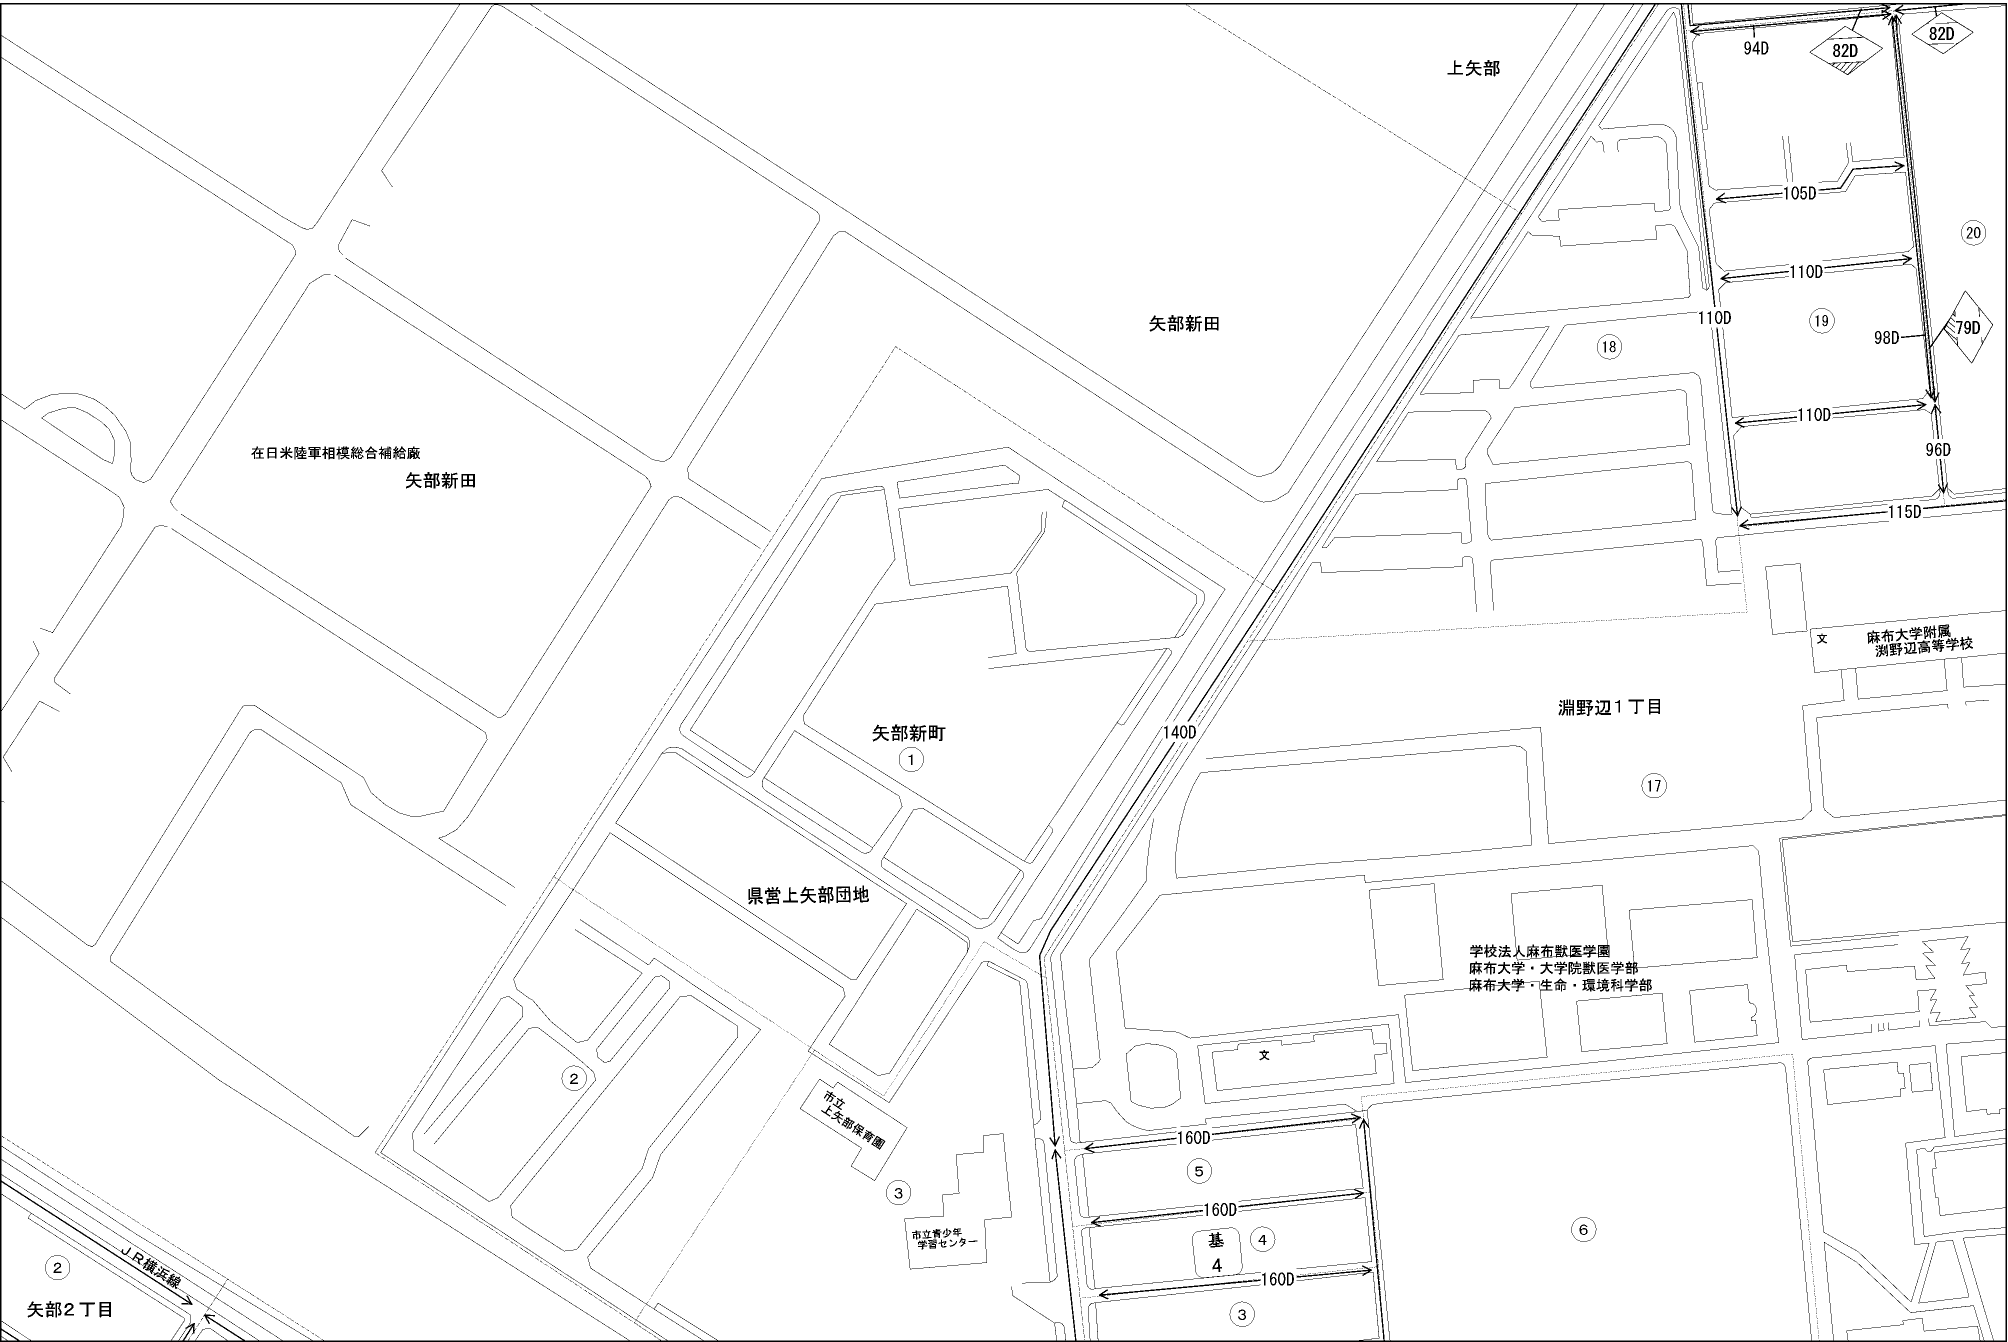 94D
82D
82D
上矢部
105D
20
110D
矢部新田
110D
19
98D
79D
18
110D
96D
在日米陸軍相模総合補給廠
矢部新田
115D
文
麻布大学附属
渕野辺高等学校
淵野辺1丁目
矢部新町
1
140D
17
県営上矢部団地
学校法人麻布獣医学園
麻布大学・大学院獣医学部
麻布大学・生命・環境科学部
文
2
市立
上矢部保育園
160D
5
3
160D
市立青少年
学習センター
基
4
4
6
160D
3
2
JR横浜線
矢部2丁目